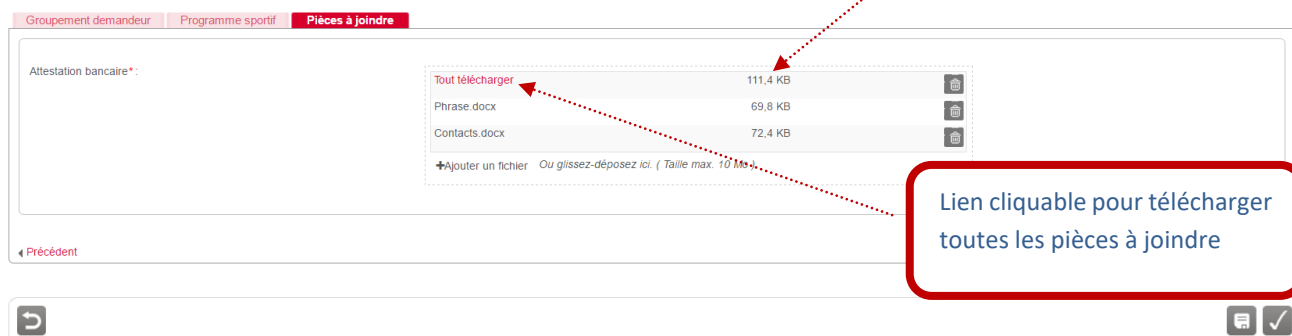 Groupement demandeur Programme sportif Pièces à joindre
Attestation bancaire* :
Tout télécharger 111,4 KB
Phrase.docx 69,8 KB
Contacts.docx 72,4 KB
+Ajouter un fichier Ou glissez-déposez ici. ( Taille max. 10 Mo )
Lien cliquable pour télécharger
toutes les pièces à joindre
Précédent